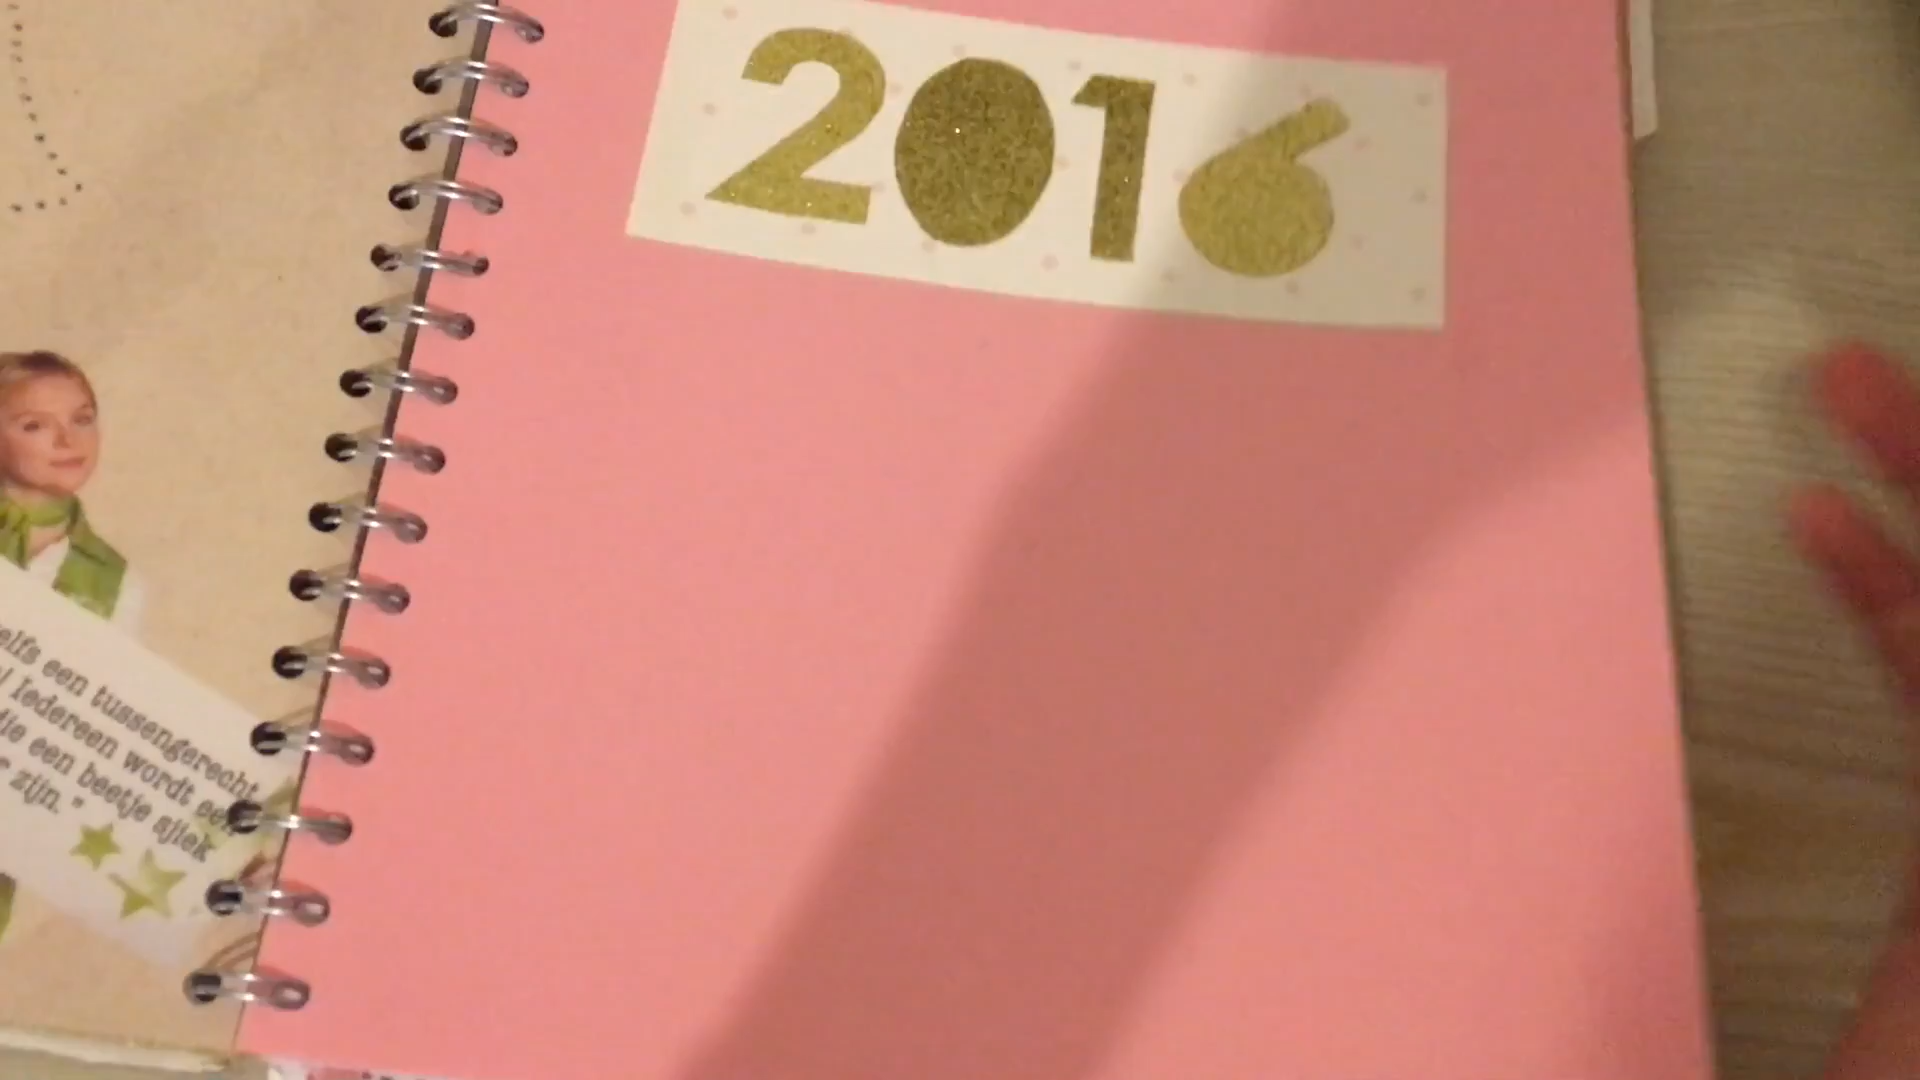 elfs een tussengerecht
! Iedereen wordt een
die een beetje sjiek
zijn."
2016